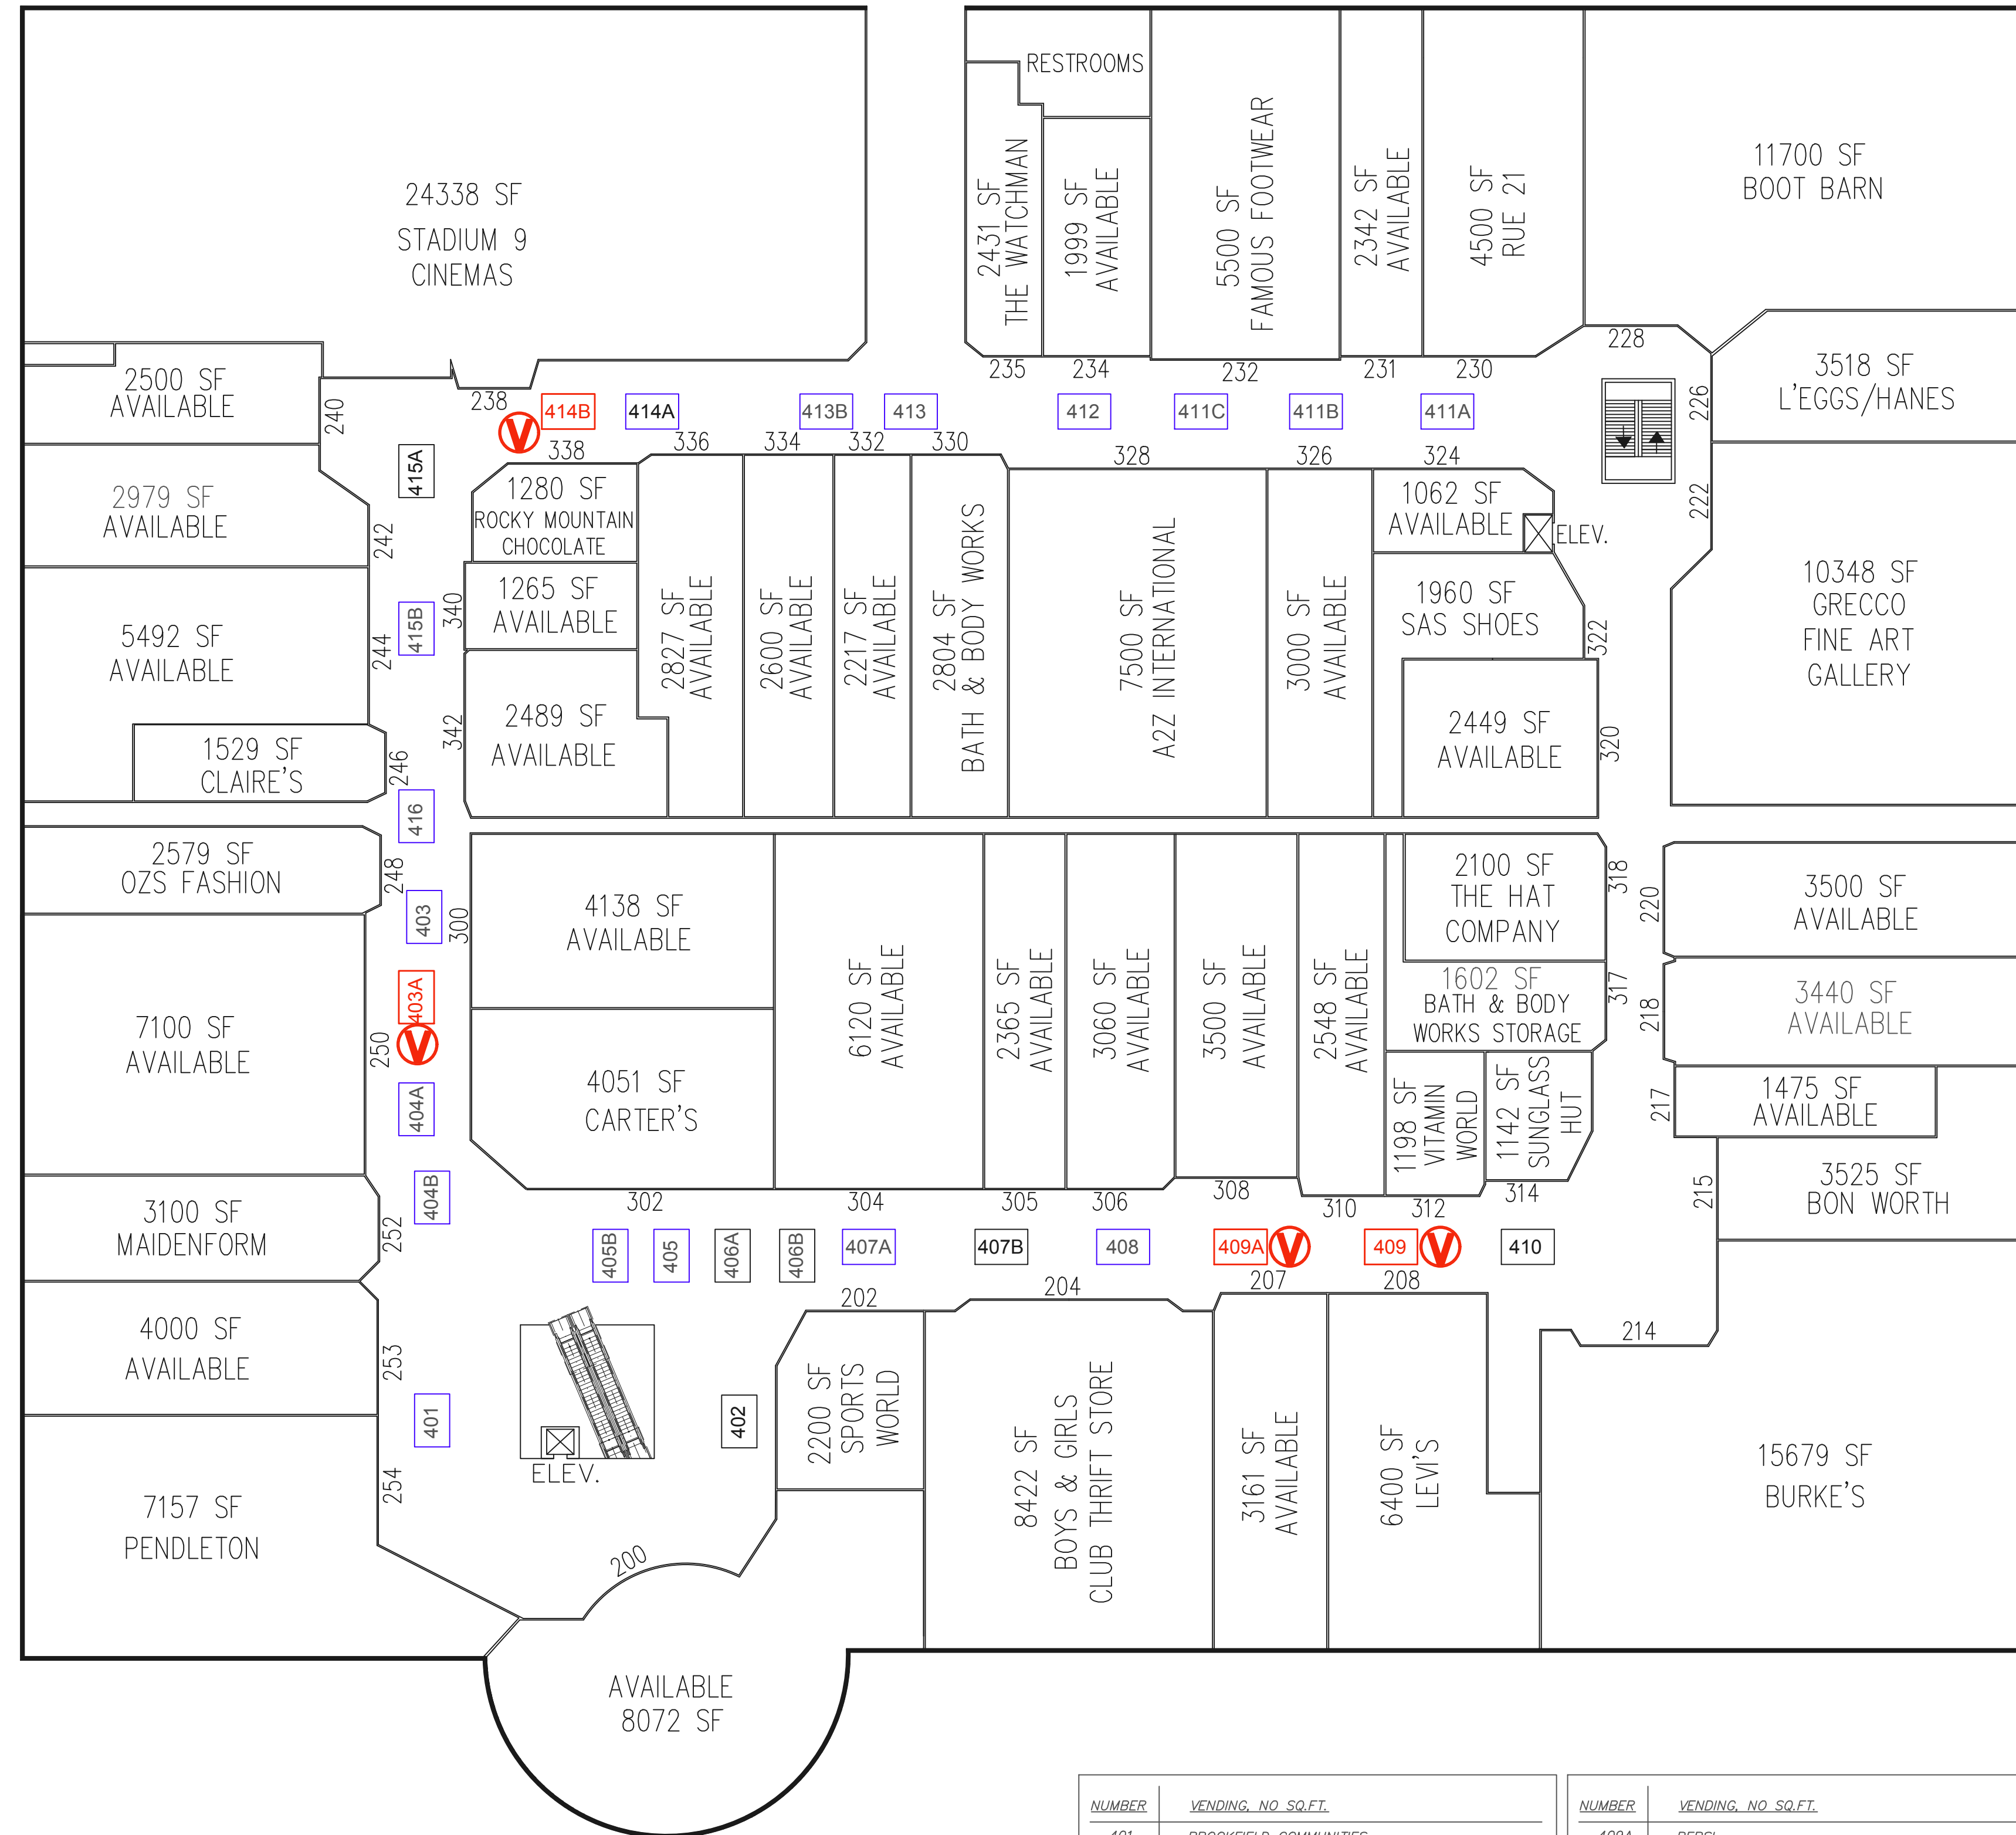 24338 SF
STADIUM 9
CINEMAS
RESTROOMS
2431 SF
THE WATCHMAN
1999 SF
AVAILABLE
5500 SF
FAMOUS FOOTWEAR
2342 SF
AVAILABLE
4500 SF
RUE 21
11700 SF
BOOT BARN
238
235
234
232
231
230
228
2500 SF
AVAILABLE
240
3518 SF
L'EGGS/HANES
226
414B
414A
413B
413
412
411C
411B
411A
V
338
336
334
332
330
328
326
324
222
415A
2979 SF
AVAILABLE
242
1280 SF
ROCKY MOUNTAIN
CHOCOLATE
1265 SF
AVAILABLE
340
2827 SF
AVAILABLE
2600 SF
AVAILABLE
2217 SF
AVAILABLE
2804 SF
BATH & BODY WORKS
7500 SF
A2Z INTERNATIONAL
3000 SF
AVAILABLE
1062 SF
AVAILABLE
ELEV.
1960 SF
SAS SHOES
322
10348 SF
GRECCO
FINE ART
GALLERY
5492 SF
AVAILABLE
244
415B
2489 SF
AVAILABLE
342
2449 SF
AVAILABLE
320
1529 SF
CLAIRE'S
246
416
2579 SF
OZS FASHION
248
403
300
4138 SF
AVAILABLE
6120 SF
AVAILABLE
2365 SF
AVAILABLE
3060 SF
AVAILABLE
3500 SF
AVAILABLE
2548 SF
AVAILABLE
2100 SF
THE HAT
COMPANY
318
220
3500 SF
AVAILABLE
1602 SF
BATH & BODY
WORKS STORAGE
317
218
3440 SF
AVAILABLE
7100 SF
AVAILABLE
250
403A
V
404A
4051 SF
CARTER'S
1198 SF
VITAMIN
WORLD
1142 SF
SUNGLASS
HUT
217
1475 SF
AVAILABLE
3100 SF
MAIDENFORM
252
404B
302
304
305
306
308
310
312
314
215
3525 SF
BON WORTH
405B
405
406A
406B
407A
407B
408
409A
V
409
V
410
202
204
207
208
214
4000 SF
AVAILABLE
253
401
402
ELEV.
2200 SF
SPORTS
WORLD
8422 SF
BOYS & GIRLS
CLUB THRIFT STORE
3161 SF
AVAILABLE
6400 SF
LEVI'S
15679 SF
BURKE'S
254
7157 SF
PENDLETON
200
AVAILABLE
8072 SF
NUMBER VENDING, NO SQ.FT.
NUMBER VENDING, NO SQ.FT.